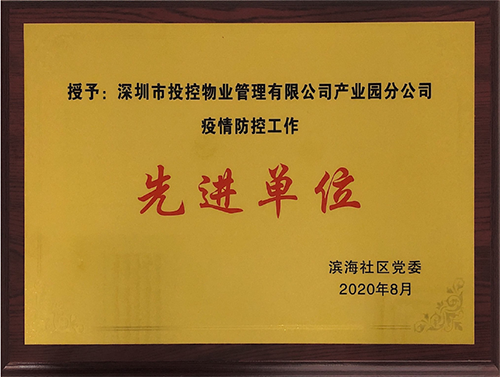 授予：深圳市投控物业管理有限公司产业园分公司
疫情防控工作
先进单位
滨海社区党委
2020年8月